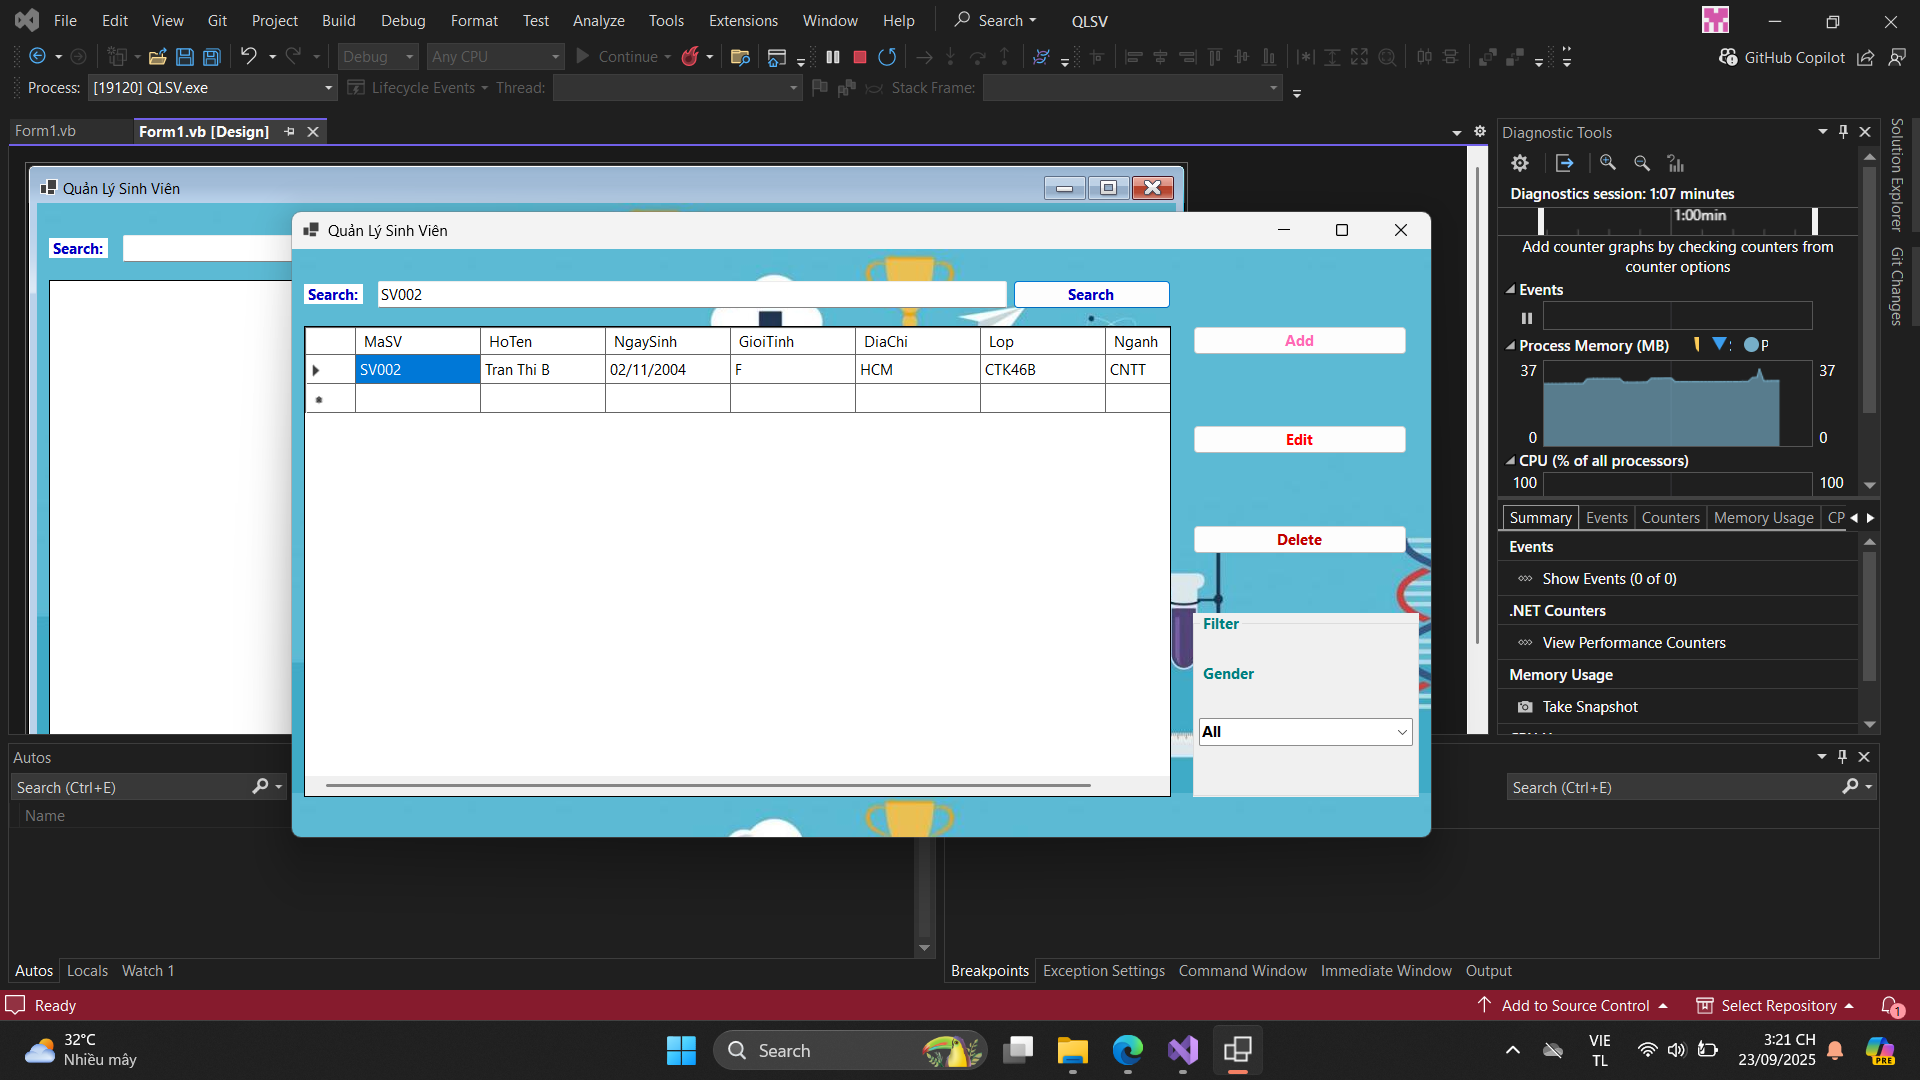 File Edit View Git Project Build Debug Format Test Analyze Tools Extensions Window Help Search QLSV
Debug Any CPU Continue GitHub Copilot
Process: [19120] QLSV.exe Lifecycle Events Thread: Stack Frame:
Form1.vb Form1.vb [Design]
Quản Lý Sinh Viên
Search:
Quản Lý Sinh Viên
Search: SV002 Search
MaSV HoTen NgaySinh GioiTinh DiaChi Lop Nganh
SV002 Tran Thi B 02/11/2004 F HCM CTK46B CNTT
Add
Edit
Delete
Filter
Gender
All
Diagnostic Tools
Diagnostics session: 1:07 minutes
1:00min
Add counter graphs by checking counters from
counter options
Events
Process Memory (MB) P
37 37
0 0
CPU (% of all processors)
100 100
Summary Events Counters Memory Usage CP
Events
Show Events (0 of 0)
.NET Counters
View Performance Counters
Memory Usage
Take Snapshot
Solution Explorer
Git Changes
Autos
Search (Ctrl+E)
Name
Search (Ctrl+E)
Autos Locals Watch 1
Breakpoints Exception Settings Command Window Immediate Window Output
Ready Add to Source Control Select Repository 1
32°C
Nhiều mây
Search
VIE
TL
3:21 CH
23/09/2025
PRE